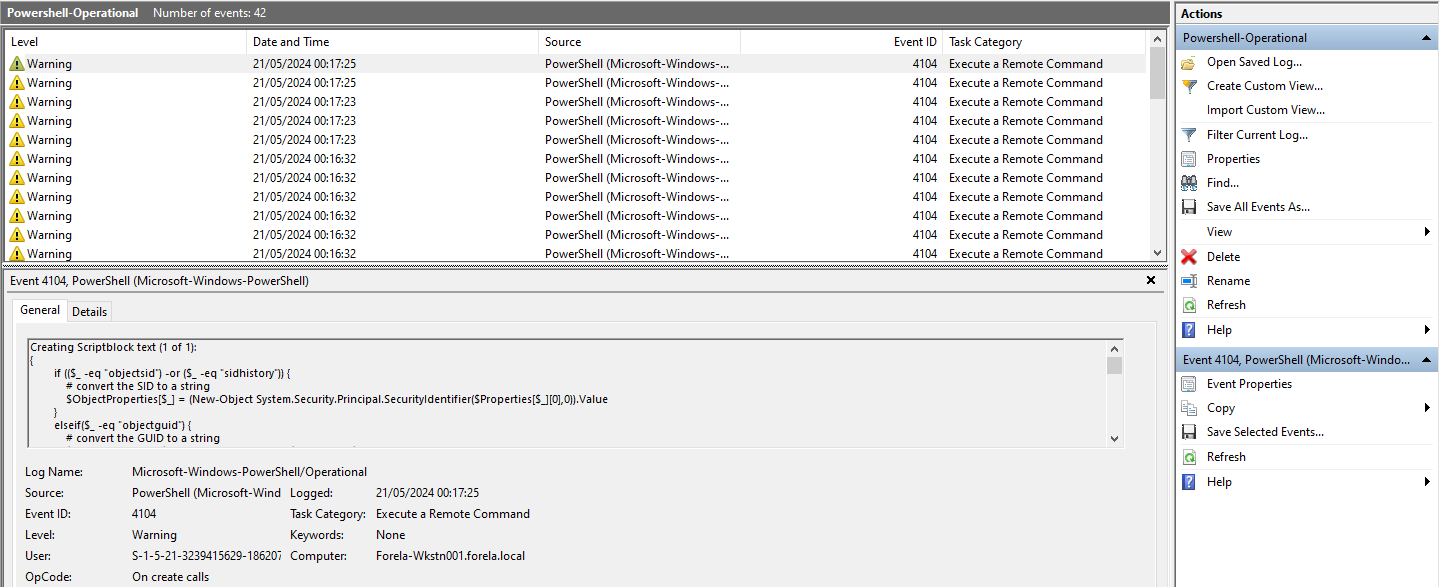 Powershell-Operational Number of events: 42
Level Date and Time Source Event ID Task Category
Warning 21/05/2024 00:17:25 PowerShell (Microsoft-Windows-... 4104 Execute a Remote Command
Warning 21/05/2024 00:17:25 PowerShell (Microsoft-Windows-... 4104 Execute a Remote Command
Warning 21/05/2024 00:17:23 PowerShell (Microsoft-Windows-... 4104 Execute a Remote Command
Warning 21/05/2024 00:17:23 PowerShell (Microsoft-Windows-... 4104 Execute a Remote Command
Warning 21/05/2024 00:17:23 PowerShell (Microsoft-Windows-... 4104 Execute a Remote Command
Warning 21/05/2024 00:16:32 PowerShell (Microsoft-Windows-... 4104 Execute a Remote Command
Warning 21/05/2024 00:16:32 PowerShell (Microsoft-Windows-... 4104 Execute a Remote Command
Warning 21/05/2024 00:16:32 PowerShell (Microsoft-Windows-... 4104 Execute a Remote Command
Warning 21/05/2024 00:16:32 PowerShell (Microsoft-Windows-... 4104 Execute a Remote Command
Warning 21/05/2024 00:16:32 PowerShell (Microsoft-Windows-... 4104 Execute a Remote Command
Warning 21/05/2024 00:16:32 PowerShell (Microsoft-Windows-... 4104 Execute a Remote Command
Event 4104, PowerShell (Microsoft-Windows-PowerShell)
General Details
Creating Scriptblock text (1 of 1):
{
if (($_ -eq "objectsid") -or ($_ -eq "sidhistory")) {
# convert the SID to a string
$ObjectProperties[$_] = (New-Object System.Security.Principal.SecurityIdentifier($Properties[$_][0],0)).Value
}
elseif($_ -eq "objectguid") {
# convert the GUID to a string
Log Name: Microsoft-Windows-PowerShell/Operational
Source: PowerShell (Microsoft-Wind Logged: 21/05/2024 00:17:25
Event ID: 4104 Task Category: Execute a Remote Command
Level: Warning Keywords: None
User: S-1-5-21-3239415629-186207 Computer: Forela-Wkstn001.forela.local
OpCode: On create calls
Actions
Powershell-Operational
Open Saved Log...
Create Custom View...
Import Custom View...
Filter Current Log...
Properties
Find...
Save All Events As...
View
Delete
Rename
Refresh
Help
Event 4104, PowerShell (Microsoft-Windo...
Event Properties
Copy
Save Selected Events...
Refresh
Help